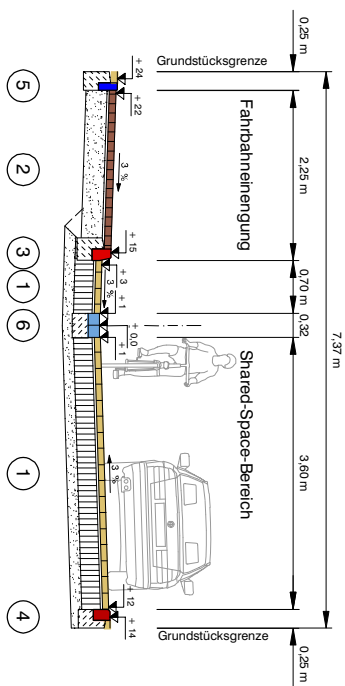 0,25 m
2,25 m
0,70 m
0,32
3,60 m
0,25 m
7,37 m
Grundstücksgrenze
Fahrbahneinengung
Shared-Space-Bereich
Grundstücksgrenze
+ 24
+ 22
3 %
+ 15
+ 3
3 %
+ 1
+ 0,0
+ 1
3 %
+ 12
+ 14
5
2
3
1
6
1
4